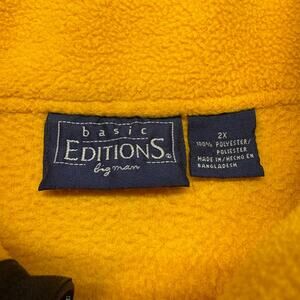 basic
EDITIONS®
big man
2X
100% POLYESTER/
POLIESTER
MADE IN/HECHO EN
BANGLADESH